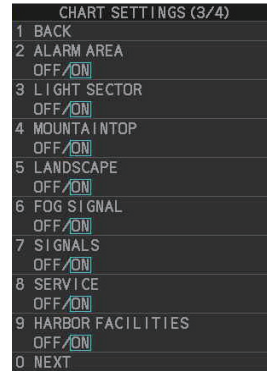 CHART SETTINGS (3/4)
1 BACK
2 ALARM AREA
OFF/ON
3 LIGHT SECTOR
OFF/ON
4 MOUNTAINTOP
OFF/ON
5 LANDSCAPE
OFF/ON
6 FOG SIGNAL
OFF/ON
7 SIGNALS
OFF/ON
8 SERVICE
OFF/ON
9 HARBOR FACILITIES
OFF/ON
0 NEXT